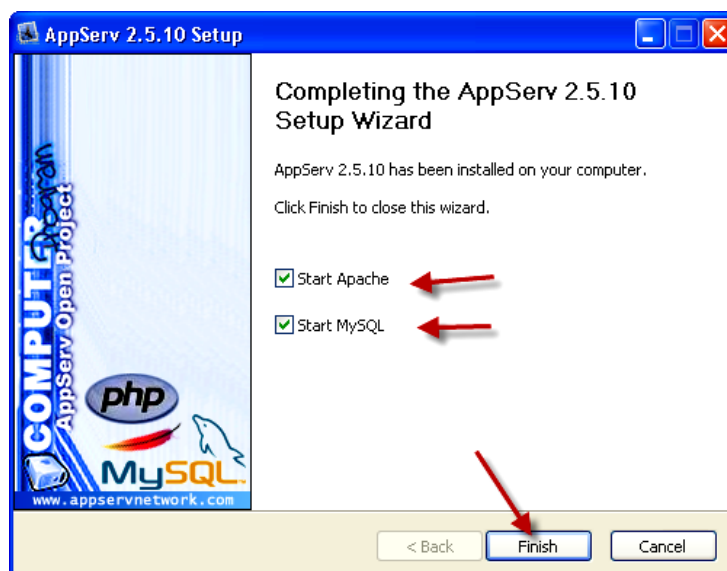 AppServ 2.5.10 Setup
Completing the AppServ 2.5.10
Setup Wizard
AppServ 2.5.10 has been installed on your computer.
Click Finish to close this wizard.
Start Apache
Start MySQL
COMPUTER
Program
AppServ Open Project
php
MySQL
www.appservnetwork.com
< Back
Finish
Cancel